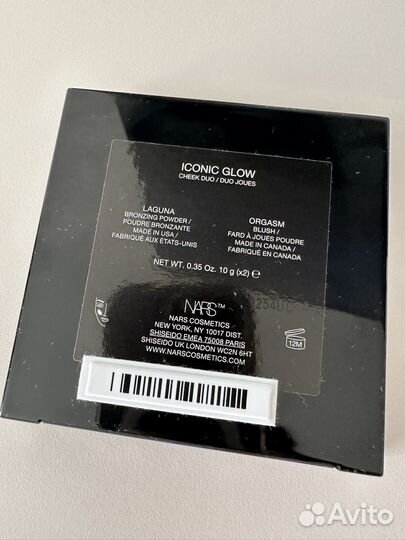 ICONIC GLOW
CHEEK DUO / DUO JOUES
LAGUNA
BRONZING POWDER /
POUDRE BRONZANTE
MADE IN USA /
FABRIQUÉ AUX ÉTATS-UNIS
ORGASM
BLUSH /
FARD À JOUES POUDRE
MADE IN CANADA /
FABRIQUÉ EN CANADA
NET WT. 0.35 Oz. 10 g (x2) ℮
NARS™
NARS COSMETICS
NEW YORK, NY 10017 DIST.
SHISEIDO EMEA 75008 PARIS
SHISEIDO UK LONDON WC2N 6HT
WWW.NARSCOSMETICS.COM
12M
Avito